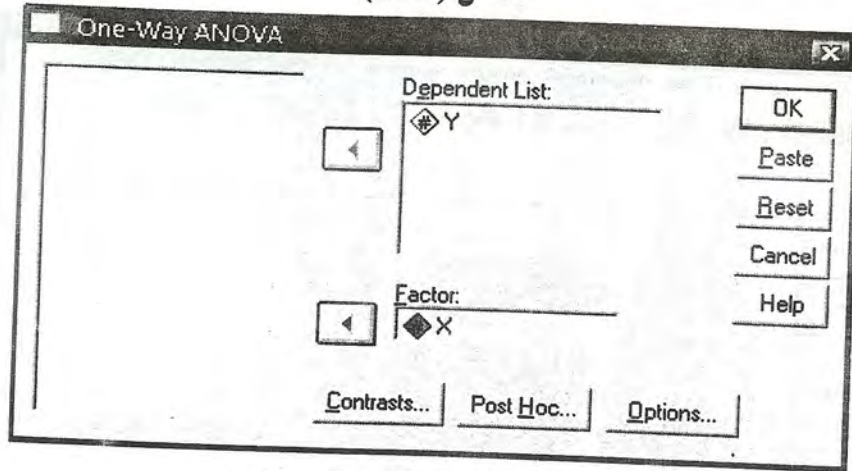 One-Way ANOVA
Dependent List:
# Y
OK
Paste
Reset
Cancel
Help
Factor:
X
Contrasts...
Post Hoc...
Options...